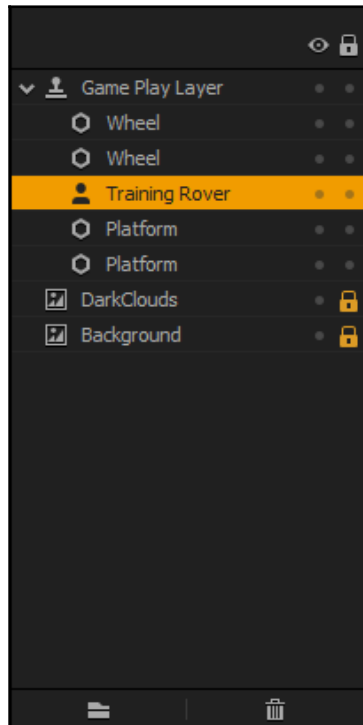 Game Play Layer
Wheel
Wheel
Training Rover
Platform
Platform
DarkClouds
Background